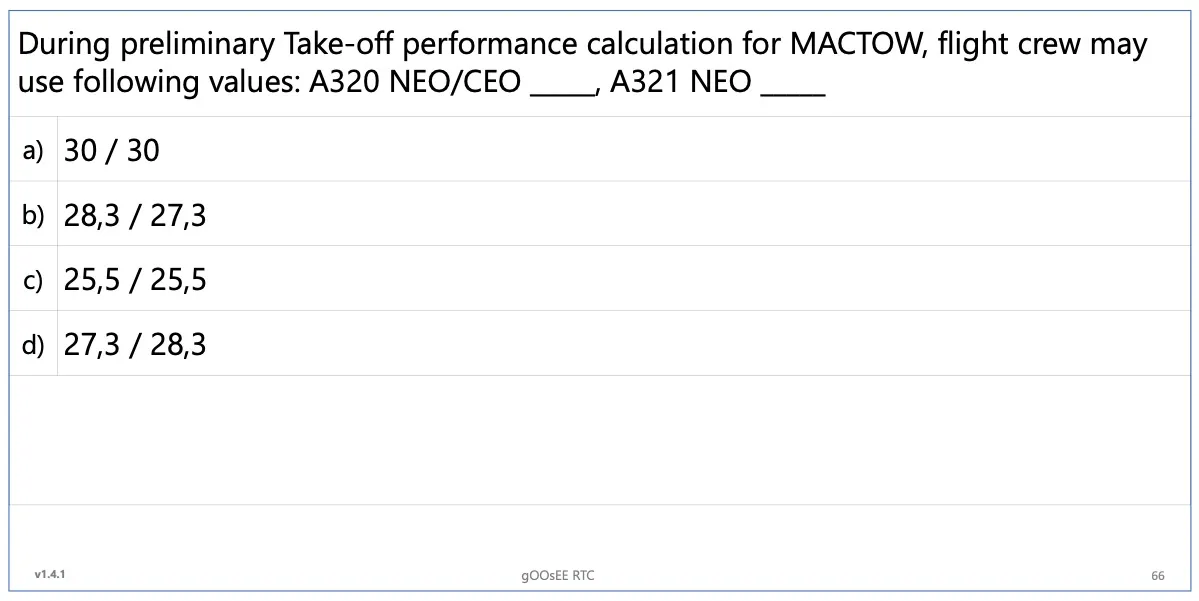 During preliminary Take-off performance calculation for MACTOW, flight crew may
use following values: A320 NEO/CEO _____, A321 NEO _____
a) 30 / 30
b) 28,3 / 27,3
c) 25,5 / 25,5
d) 27,3 / 28,3
v1.4.1 gOOsEE RTC 66